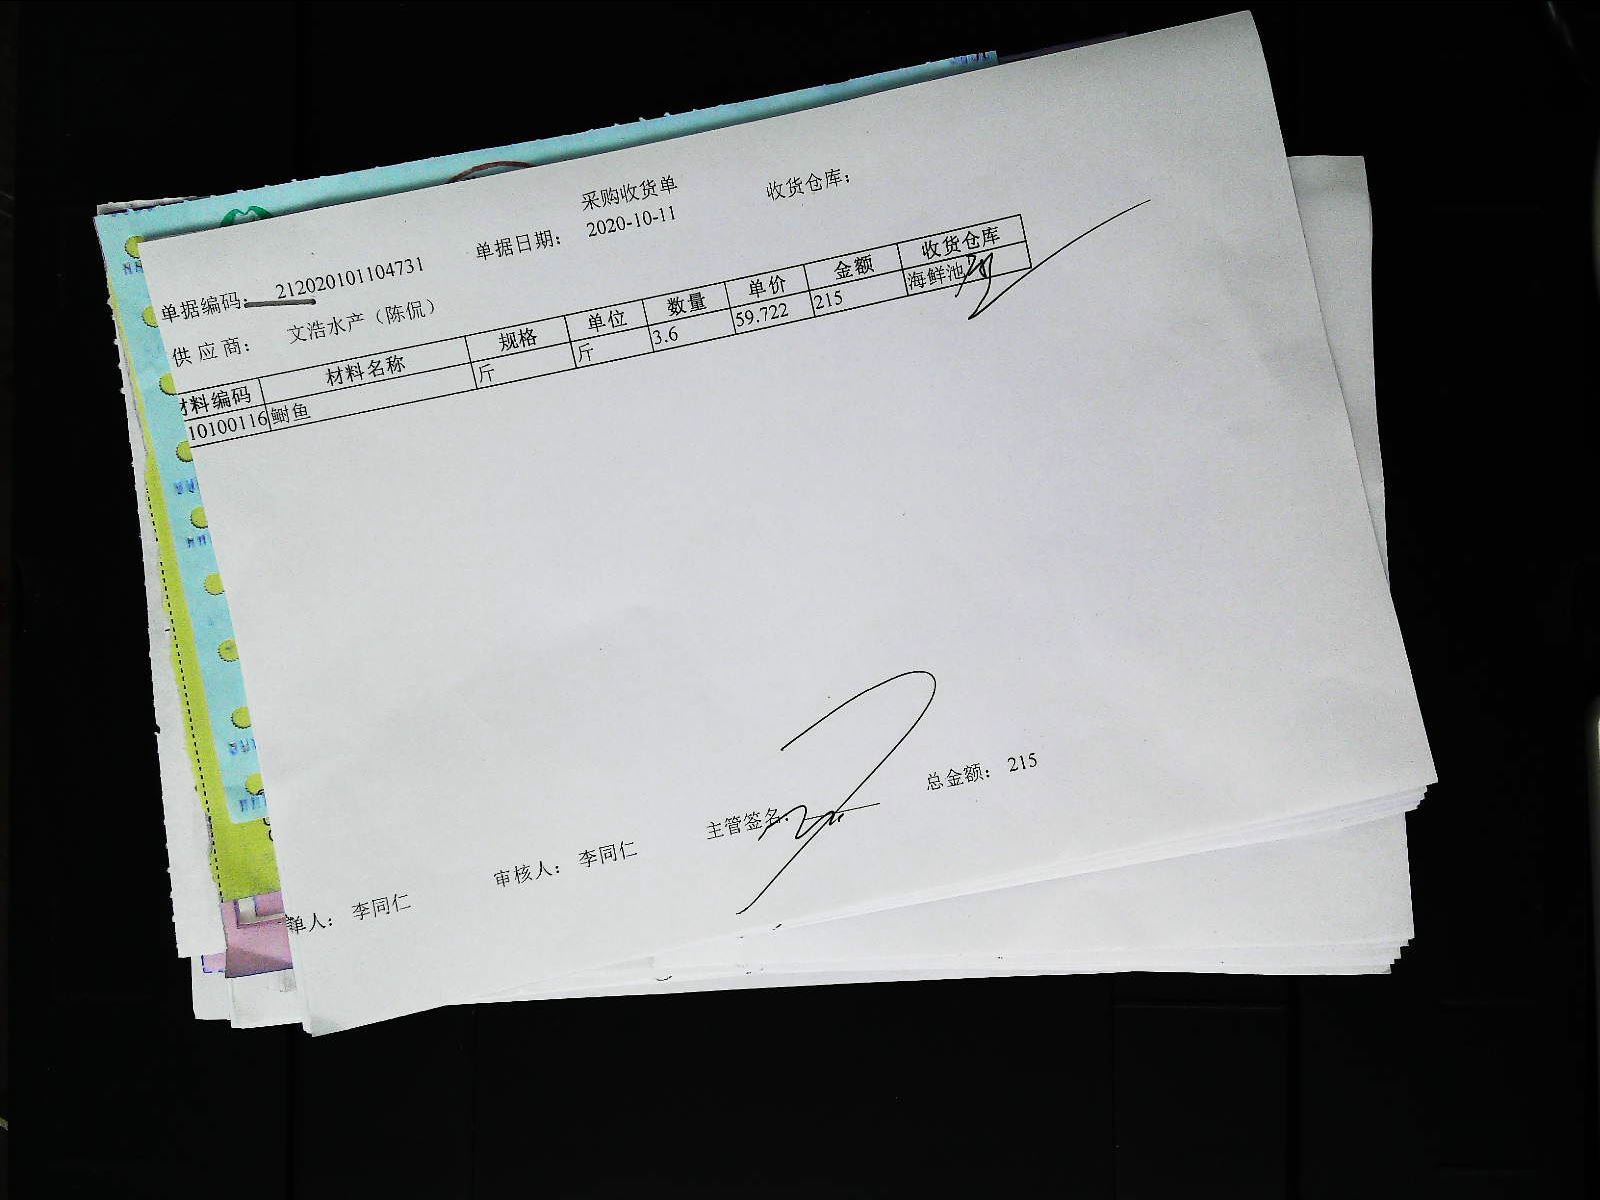 采购收货单
单据编码: 212020101104731 单据日期: 2020-10-11 收货仓库:
供应商: 文浩水产(陈侃)
材料编码 材料名称 规格 单位 数量 单价 金额 收货仓库
10100116 鲥鱼 斤 斤 3.6 59.722 215 海鲜池
单人: 李同仁 审核人: 李同仁 主管签名: 总金额: 215